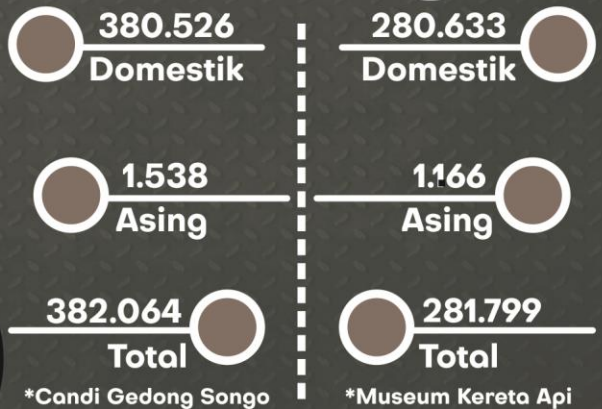 380.526
Domestik
1.538
Asing
382.064
Total
*Candi Gedong Songo
280.633
Domestik
1.166
Asing
281.799
Total
*Museum Kereta Api